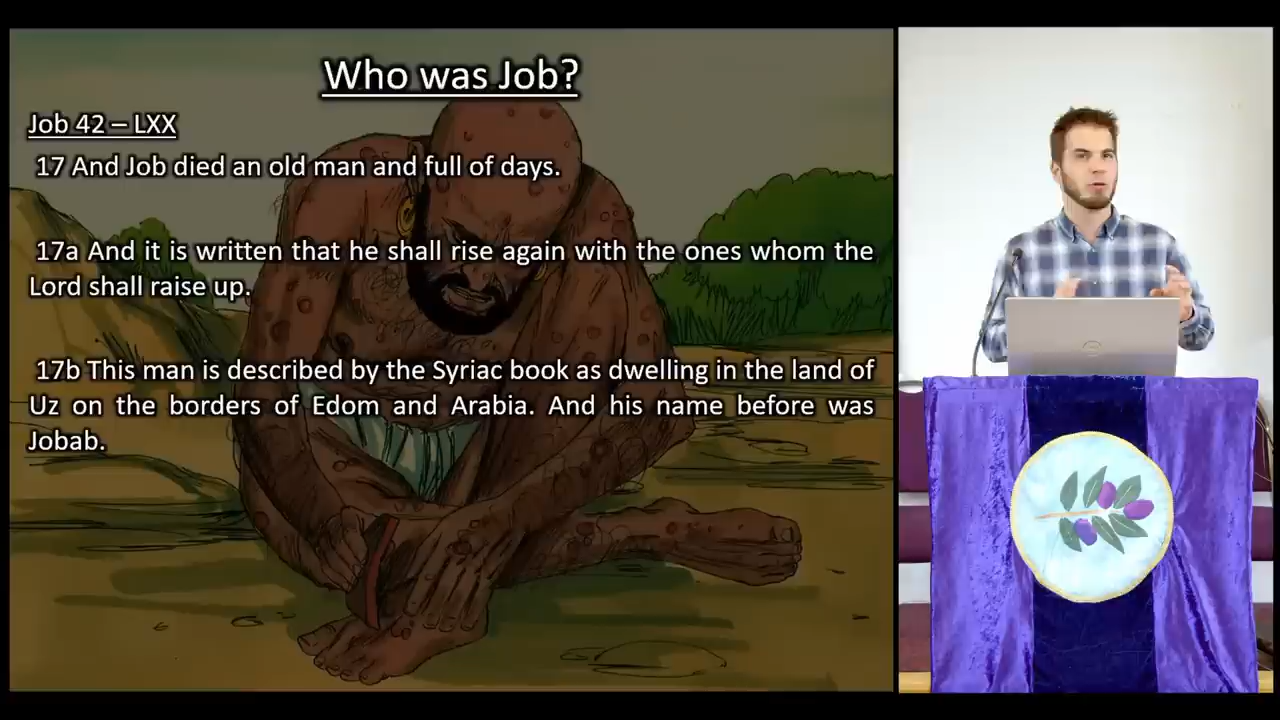 Who was Job?
Job 42 – LXX
17 And Job died an old man and full of days.
17a And it is written that he shall rise again with the ones whom the
Lord shall raise up.
17b This man is described by the Syriac book as dwelling in the land of
Uz on the borders of Edom and Arabia. And his name before was
Jobab.